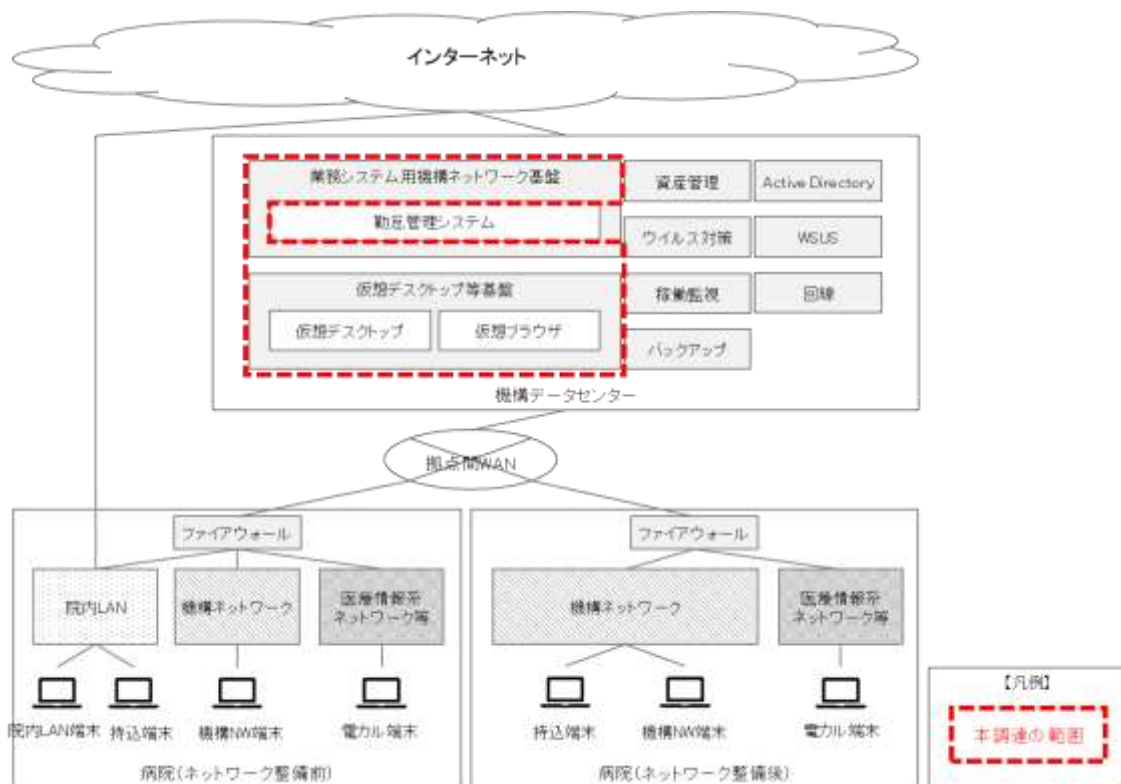 インターネット
業務システム用機構ネットワーク基盤
資産管理
Active Directory
勤怠管理システム
ウイルス対策
WSUS
仮想デスクトップ等基盤
稼働監視
回線
仮想デスクトップ
仮想ブラウザ
バックアップ
機構データセンター
拠点間WAN
ファイアウォール
ファイアウォール
院内LAN
機構ネットワーク
医療情報系
ネットワーク等
機構ネットワーク
医療情報系
ネットワーク等
院内LAN端末
持込端末
機構NW端末
電カル端末
持込端末
機構NW端末
電カル端末
病院(ネットワーク整備前)
病院(ネットワーク整備後)
【凡例】
本調達の範囲